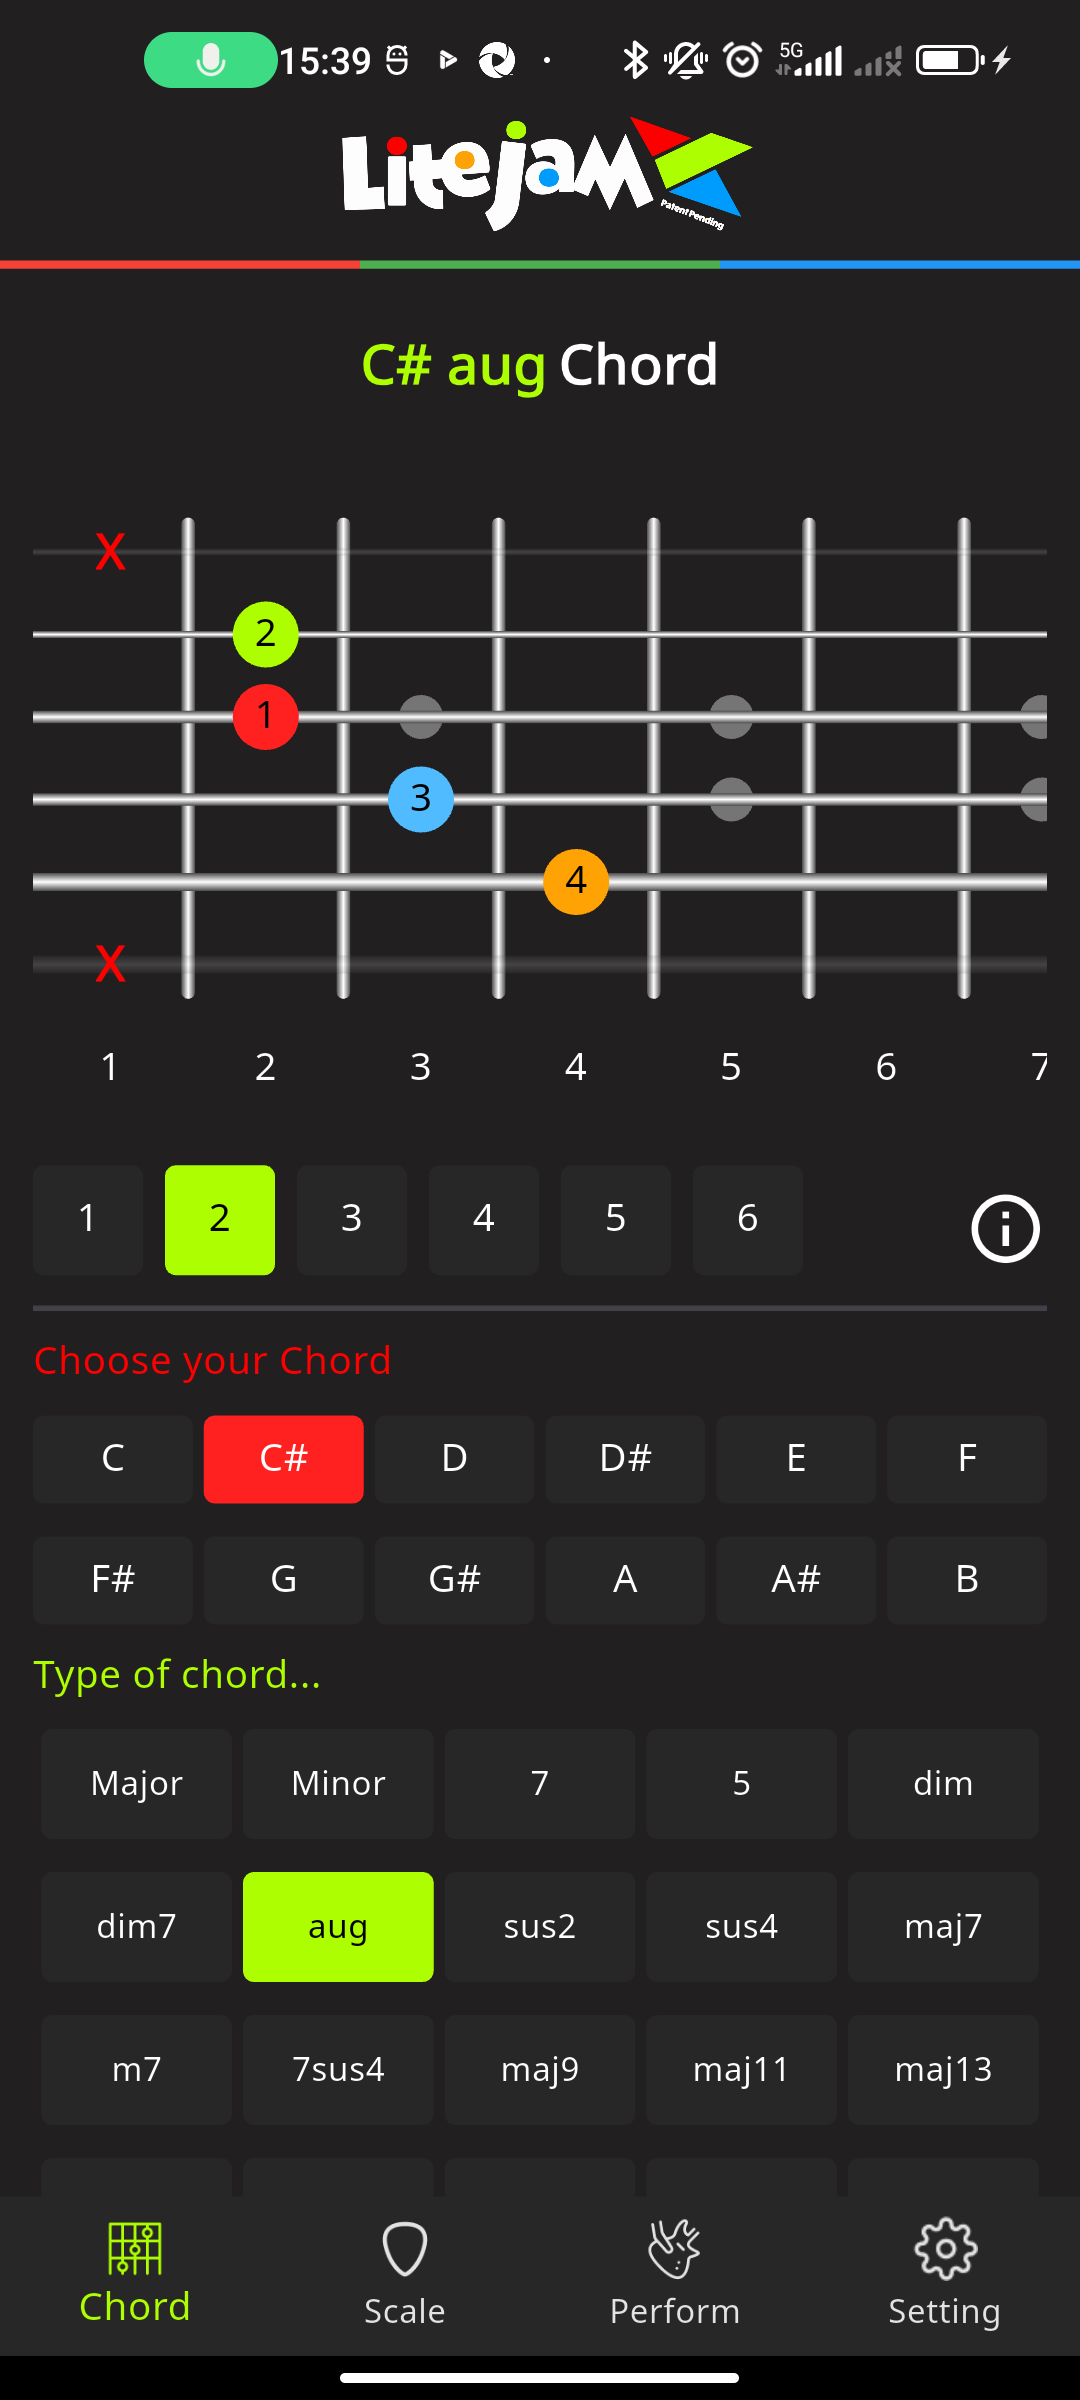 15:39 5G
LiteJam
Patent Pending
C# aug Chord
X
2
1
3
4
X
1 2 3 4 5 6 7
1 2 3 4 5 6
Choose your Chord
C C# D D# E F
F# G G# A A# B
Type of chord...
Major Minor 7 5 dim
dim7 aug sus2 sus4 maj7
m7 7sus4 maj9 maj11 maj13
Chord Scale Perform Setting